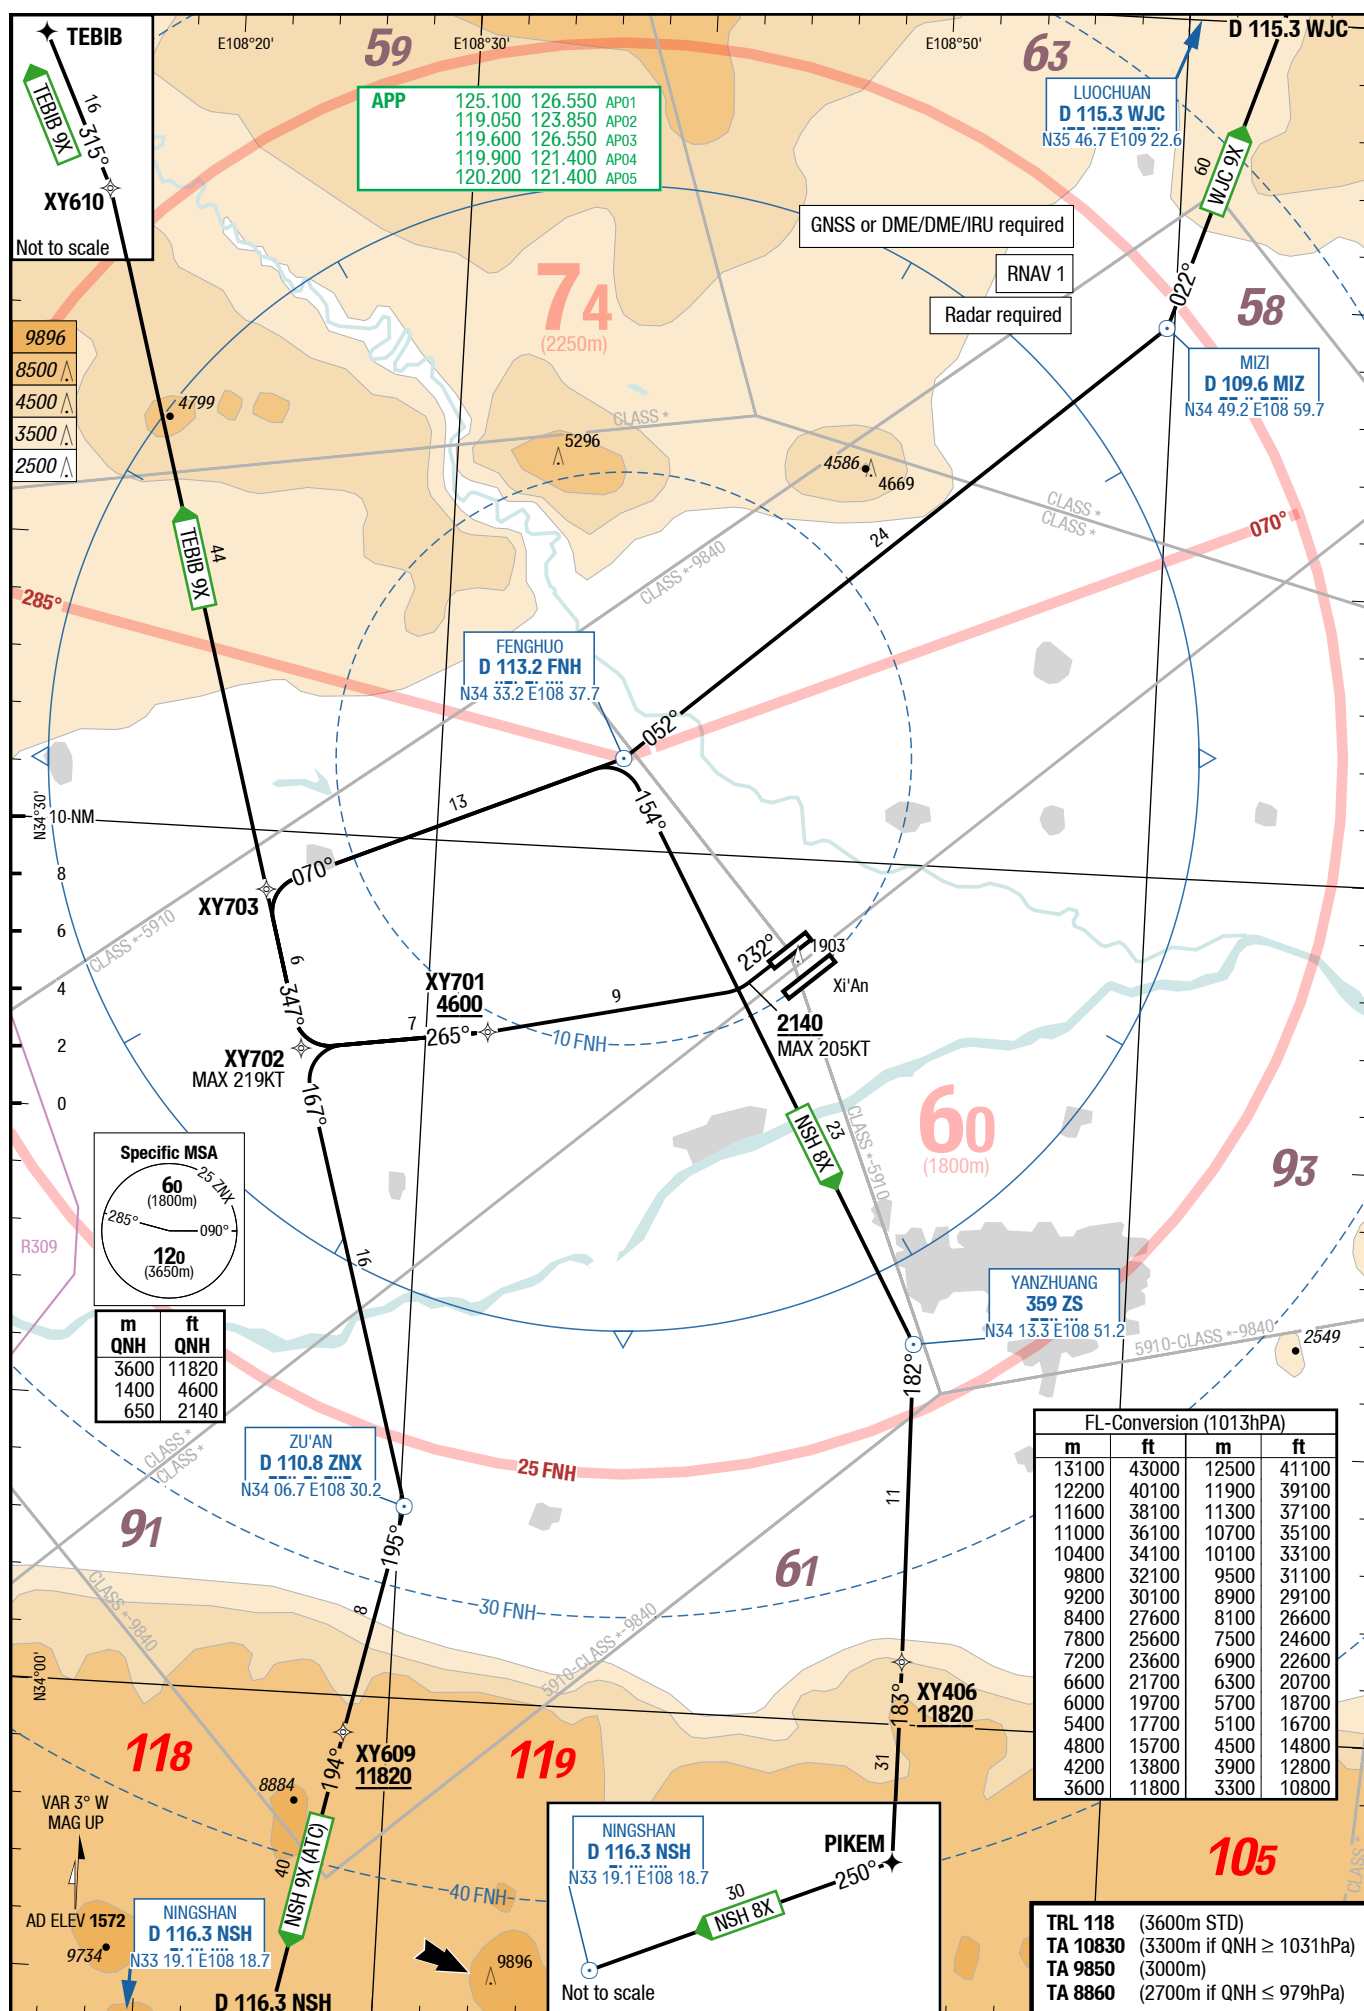 TEBIB
E108°20'
59
E108°30'
E108°50'
63
D 115.3 WJC
16
TEBIB 9X
315°
XY610
Not to scale
APP 125.100 126.550 AP01
119.050 123.850 AP02
119.600 126.550 AP03
119.900 121.400 AP04
120.200 121.400 AP05
LUOCHUAN
D 115.3 WJC
N35 46.7 E109 22.6
60
WJC 9X
022°
GNSS or DME/DME/IRU required
RNAV 1
Radar required
74
(2250m)
58
9896
8500
4500
3500
2500
4799
CLASS *
5296
4586
4669
MIZI
D 109.6 MIZ
N34 49.2 E108 59.7
CLASS *
CLASS *
070°
24
TEBIB 9X
44
CLASS *-9840
285°
FENGHUO
D 113.2 FNH
N34 33.2 E108 37.7
052°
154°
13
N34°30'
10 NM
8
6
4
2
0
070°
XY703
CLASS *-5910
6
347°
XY701
4600
232°
1903
Xi'An
9
7
265°
10 FNH
2140
MAX 205KT
XY702
MAX 219KT
167°
NSH 8X
23
CLASS *-5910
60
(1800m)
93
Specific MSA
60
(1800m)
25 ZNX
285°
090°
120
(3650m)
R309
16
m ft
QNH QNH
3600 11820
1400 4600
650 2140
YANZHUANG
359 ZS
N34 13.3 E108 51.2
5910-CLASS *-9840
2549
182°
CLASS *
CLASS *
ZU'AN
D 110.8 ZNX
N34 06.7 E108 30.2
25 FNH
FL-Conversion (1013hPA)
m ft m ft
13100 43000 12500 41100
12200 40100 11900 39100
11600 38100 11300 37100
11000 36100 10700 35100
10400 34100 10100 33100
9800 32100 9500 31100
9200 30100 8900 29100
8400 27600 8100 26600
7800 25600 7500 24600
7200 23600 6900 22600
6600 21700 6300 20700
6000 19700 5700 18700
5400 17700 5100 16700
4800 15700 4500 14800
4200 13800 3900 12800
3600 11800 3300 10800
11
91
195°
61
CLASS *-9840
8
30 FNH
5910-CLASS *-9840
N34°00'
183°
XY406
11820
118
XY609
11820
119
194°
8884
31
VAR 3° W
MAG UP
40
NSH 9X (ATC)
NINGSHAN
D 116.3 NSH
N33 19.1 E108 18.7
PIKEM
250°
30
NSH 8X
Not to scale
105
CLASS *
40 FNH
AD ELEV 1572
9734
NINGSHAN
D 116.3 NSH
N33 19.1 E108 18.7
9896
D 116.3 NSH
TRL 118 (3600m STD)
TA 10830 (3300m if QNH ≥ 1031hPa)
TA 9850 (3000m)
TA 8860 (2700m if QNH ≤ 979hPa)